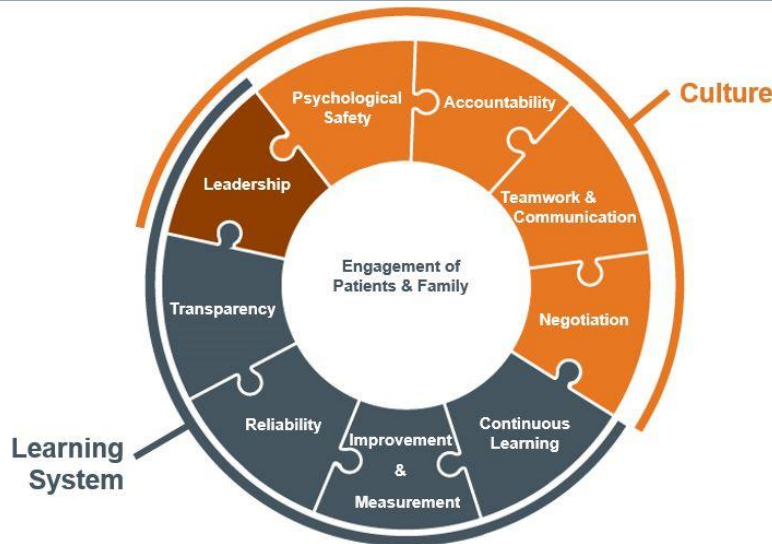 Psychological
Safety
Accountability
Culture
Leadership
Teamwork &
Communication
Engagement of
Patients & Family
Transparency
Negotiation
Reliability
Improvement
&
Measurement
Continuous
Learning
Learning
System